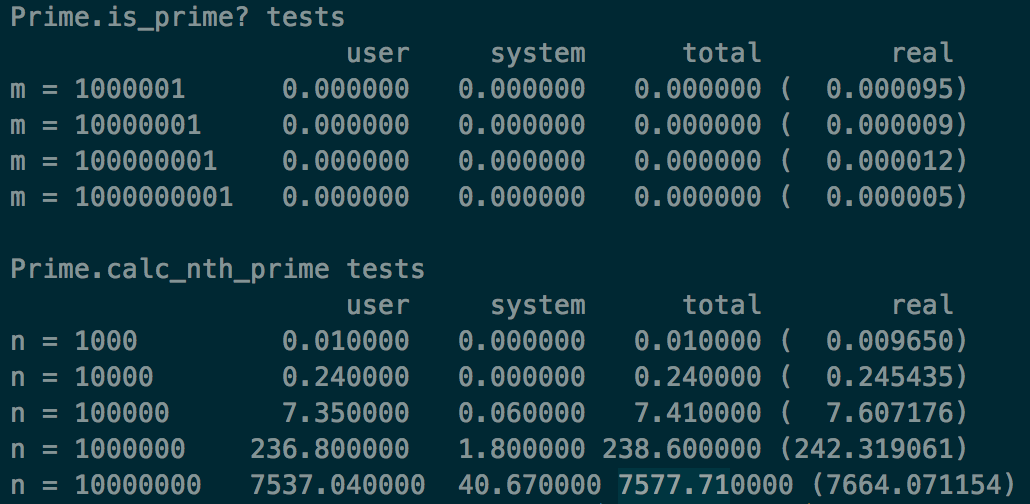 Prime.is_prime? tests
user system total real
m = 1000001 0.000000 0.000000 0.000000 ( 0.000095)
m = 10000001 0.000000 0.000000 0.000000 ( 0.000009)
m = 100000001 0.000000 0.000000 0.000000 ( 0.000012)
m = 1000000001 0.000000 0.000000 0.000000 ( 0.000005)
Prime.calc_nth_prime tests
user system total real
n = 1000 0.010000 0.000000 0.010000 ( 0.009650)
n = 10000 0.240000 0.000000 0.240000 ( 0.245435)
n = 100000 7.350000 0.060000 7.410000 ( 7.607176)
n = 1000000 236.800000 1.800000 238.600000 (242.319061)
n = 10000000 7537.040000 40.670000 7577.710000 (7664.071154)